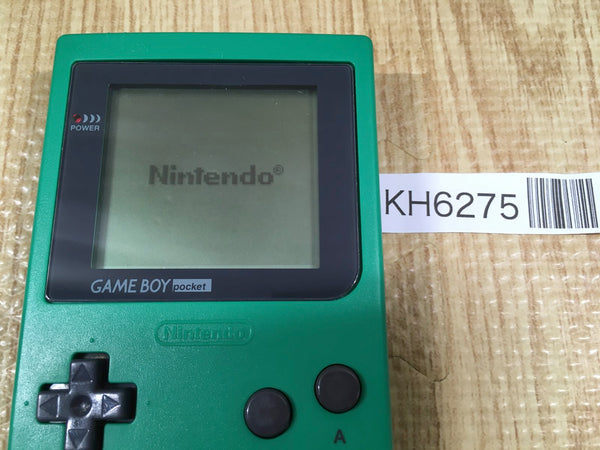 POWER
Nintendo®
GAME BOY pocket
Nintendo
A
KH6275